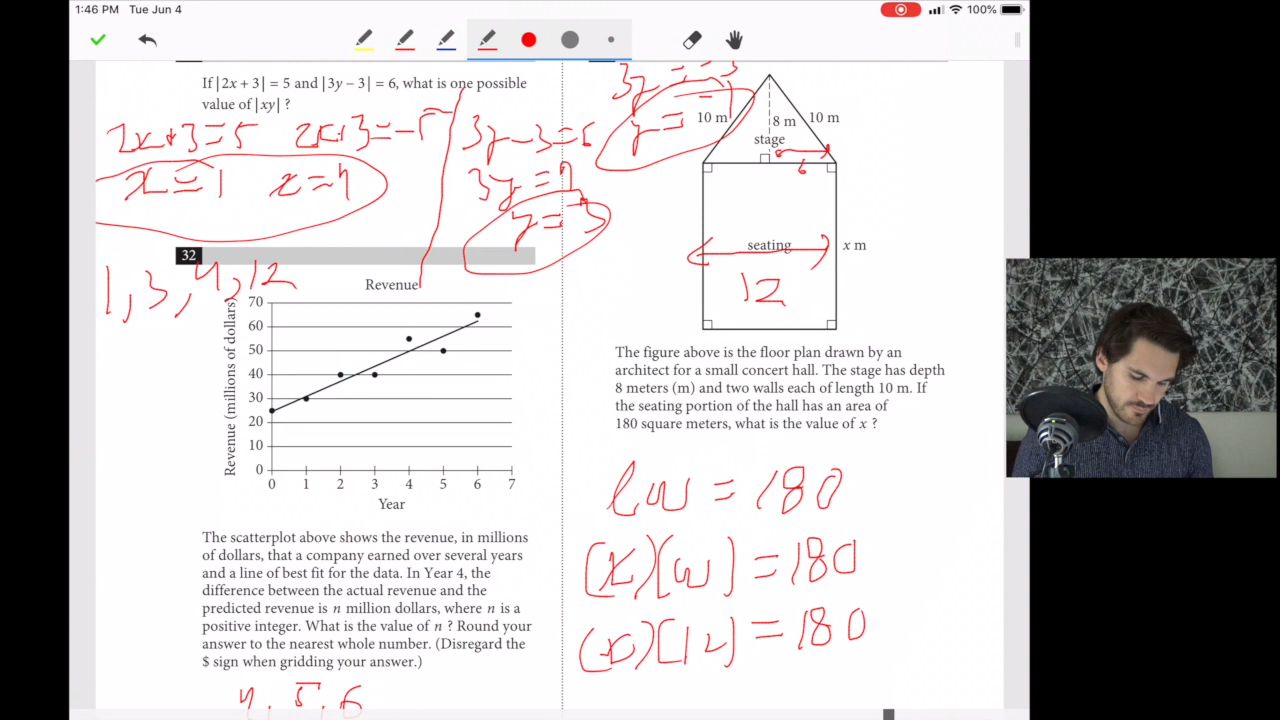 1:46 PM Tue Jun 4
100%
If |2x + 3| = 5 and |3y − 3| = 6, what is one possible
value of |xy| ?
2x+3=5 2x+3=-5
x=1 x=4
3y-3=6
3y=9
y=3
1, 3, 4, 12
32
Revenue
Revenue (millions of dollars)
70
60
50
40
30
20
10
0
0 1 2 3 4 5 6 7
Year
The scatterplot above shows the revenue, in millions
of dollars, that a company earned over several years
and a line of best fit for the data. In Year 4, the
difference between the actual revenue and the
predicted revenue is n million dollars, where n is a
positive integer. What is the value of n ? Round your
answer to the nearest whole number. (Disregard the
$ sign when gridding your answer.)
4, 5, 6
3y=-3
y=-1
10 m 8 m 10 m
stage
6
seating x m
12
The figure above is the floor plan drawn by an
architect for a small concert hall. The stage has depth
8 meters (m) and two walls each of length 10 m. If
the seating portion of the hall has an area of
180 square meters, what is the value of x ?
lw = 180
(x)(w) = 180
(x)(12) = 180